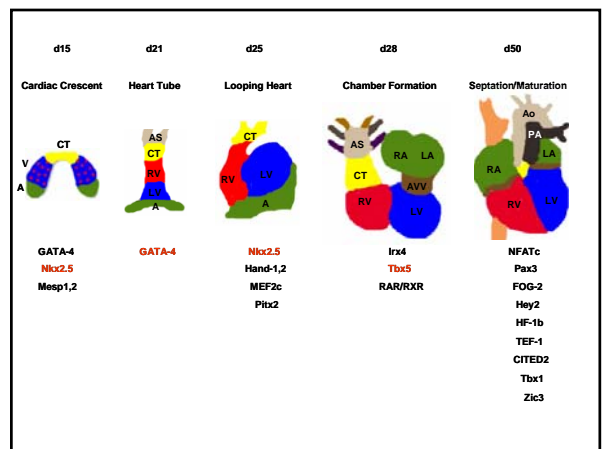 d15 d21 d25 d28 d50
Cardiac Crescent Heart Tube Looping Heart Chamber Formation Septation/Maturation
CT
V
A
AS
CT
RV
LV
A
CT
RV
LV
A
AS
CT
RV
RA LA
AVV
LV
Ao
PA
LA
RA
RV
LV
GATA-4
Nkx2.5
Mesp1,2
GATA-4
Nkx2.5
Hand-1,2
MEF2c
Pitx2
Irx4
Tbx5
RAR/RXR
NFATc
Pax3
FOG-2
Hey2
HF-1b
TEF-1
CITED2
Tbx1
Zic3